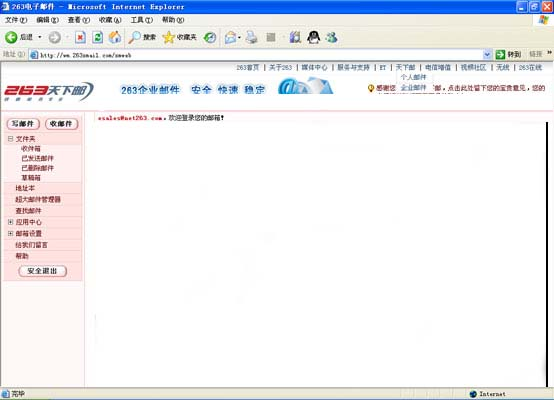 263电子邮件 - Microsoft Internet Explorer
文件(F) 编辑(E) 查看(V) 收藏(A) 工具(T) 帮助(H)
后退 搜索 收藏夹
地址(D) http://wm.263xmail.com/xmweb 转到 链接 »
263首页 | 关于263 | 媒体中心 | 服务与支持 | ET | 天下邮 | 电信增值 | 视频社区 | 无线 | 263在线
个人邮件
263天下邮 263企业邮件 安全 快速 稳定 感谢您 企业邮件 邮,点击此处留下您的宝贵意见,您的
写邮件 收邮件
xsales@net263.com,欢迎登录您的邮箱!
文件夹
收件箱
已发送邮件
已删除邮件
草稿箱
地址本
超大邮件管理器
查找邮件
应用中心
邮箱设置
给我们留言
帮助
安全退出
完毕 Internet